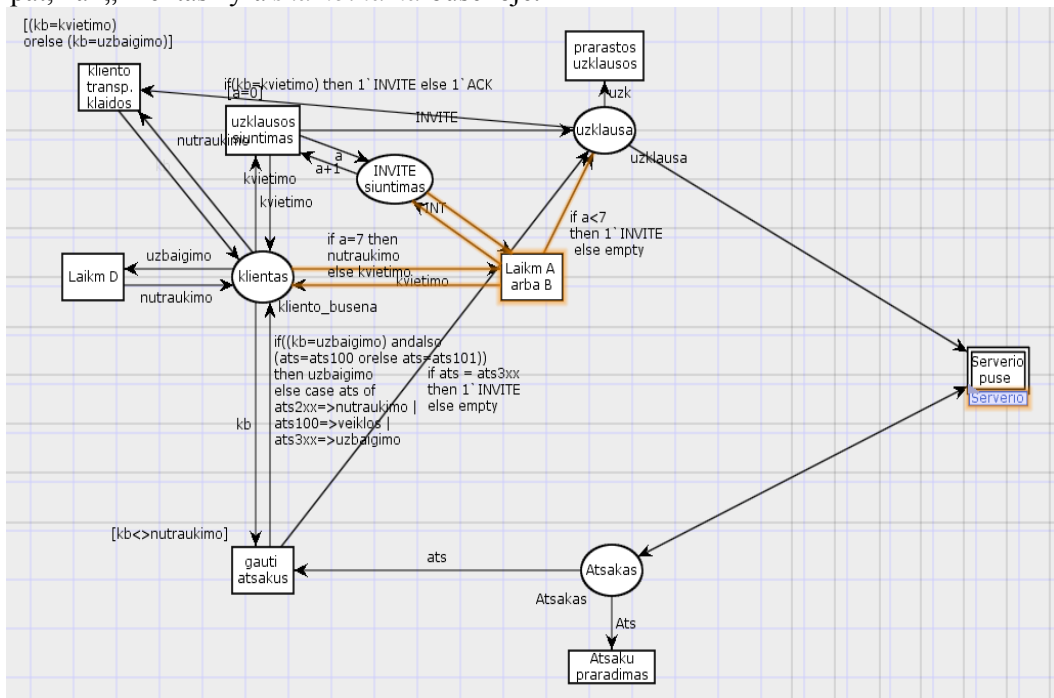 [(kb=kvietimo)
orelse (kb=uzbaigimo)]
kliento
transp.
klaidos
if(kb=kvietimo) then 1`INVITE else 1`ACK
[a=0]
prarastos
uzklausos
uzk
uzklausos
siuntimas
INVITE
uzklausa
uzklausa
nutraukimo
a
a+1
INVITE
siuntimas
INT
kvietimo
kvietimo
if a<7
then 1`INVITE
else empty
if a=7 then
nutraukimo
else kvietimo
kvietimo
Laikm A
arba B
uzbaigimo
Laikm D
nutraukimo
klientas
kliento_busena
if((kb=uzbaigimo) andalso
(ats=ats100 orelse ats=ats101))
then uzbaigimo
else case ats of
ats2xx=>nutraukimo |
ats100=>veiklos |
ats3xx=>uzbaigimo
if ats = ats3xx
then 1`INVITE
else empty
Serverio
puse
Serverio
kb
[kb<>nutraukimo]
gauti
atsakus
ats
Atsakas
Atsakas
Ats
Atsaku
praradimas